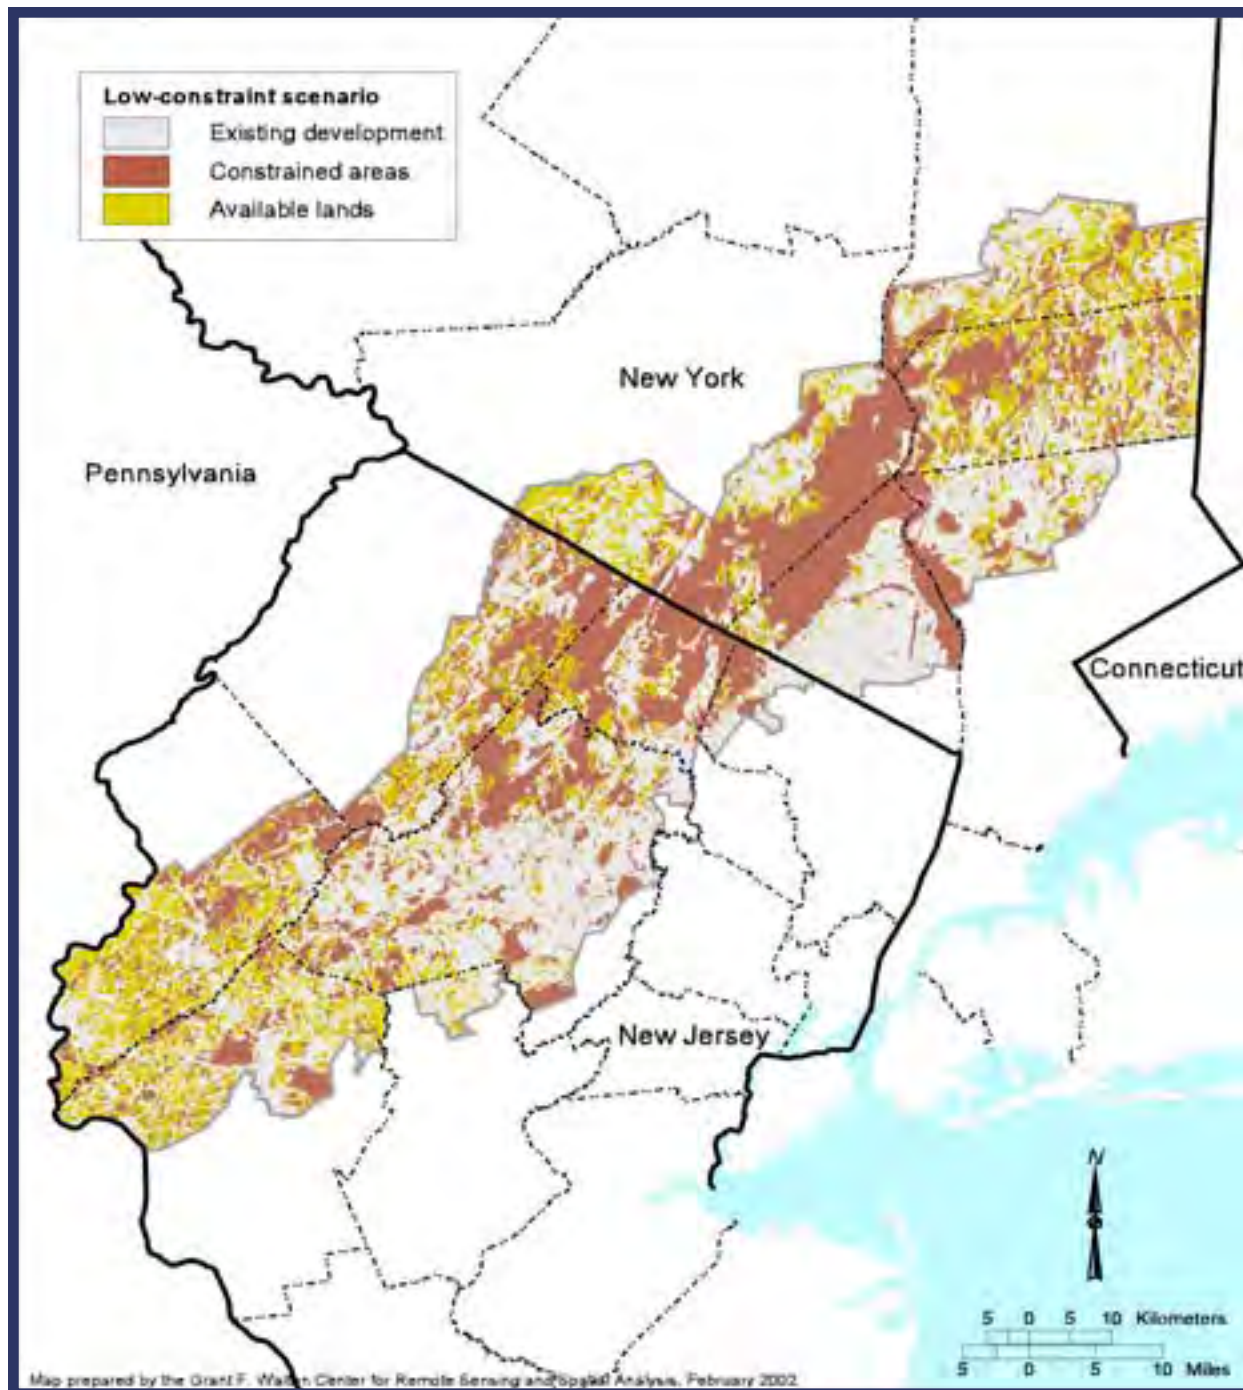 Low-constraint scenario
Existing development
Constrained areas
Available lands
New York
Pennsylvania
Connecticut
New Jersey
N
5 0 5 10 Kilometers
5 0 5 10 Miles
Map prepared by the Grant F. Walton Center for Remote Sensing and Spatial Analysis, February 2002